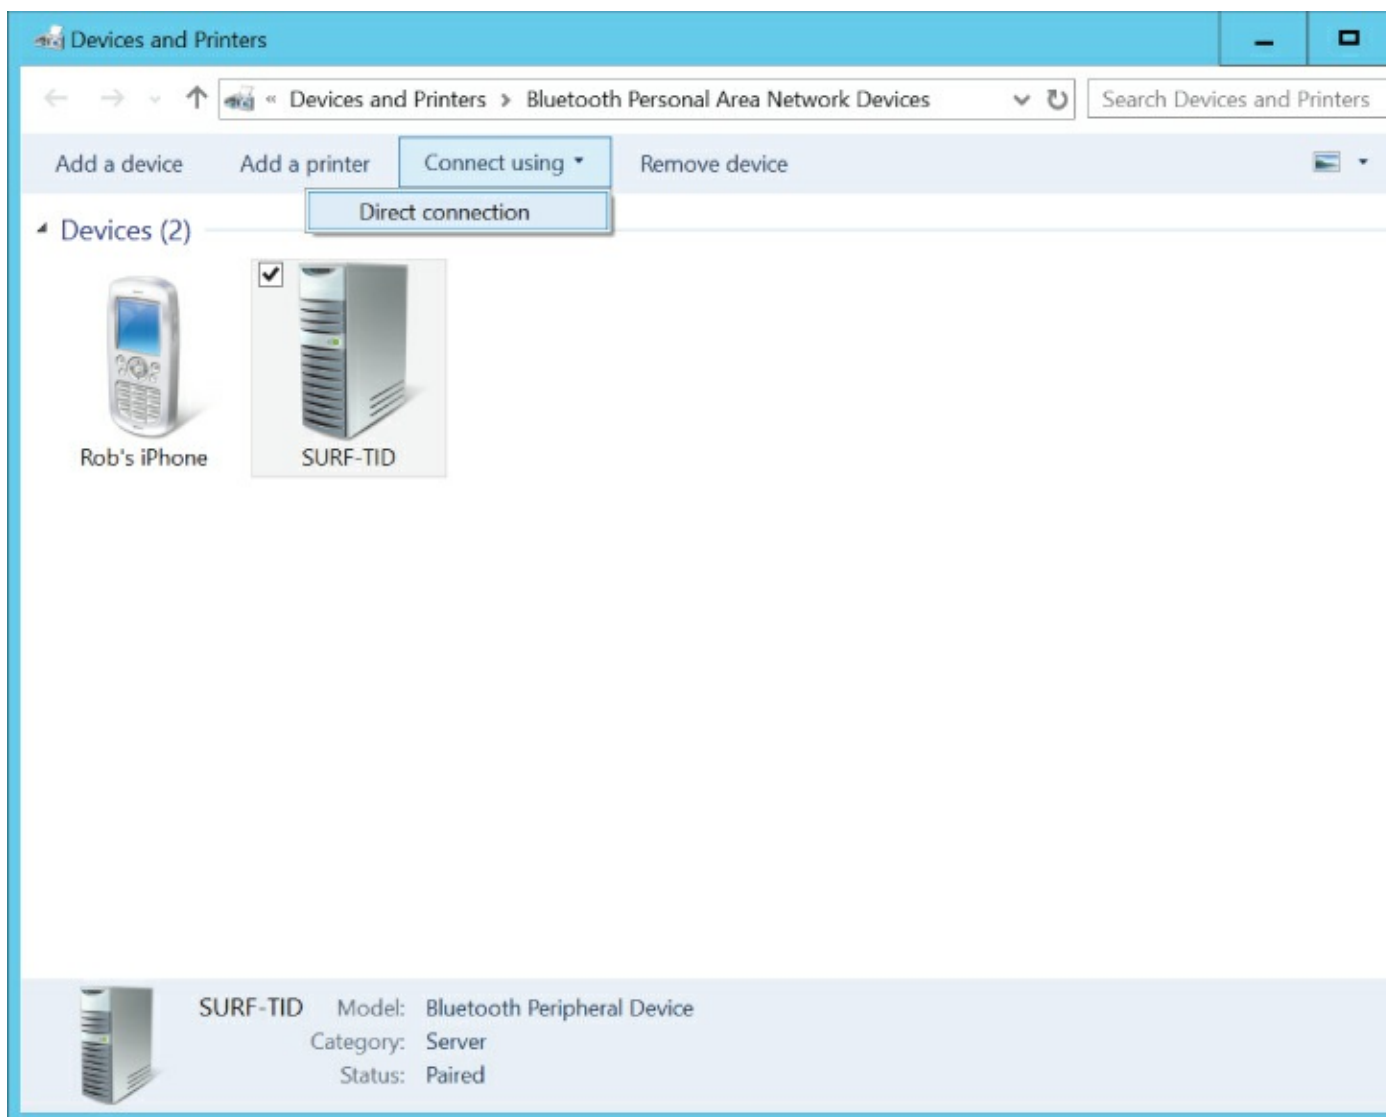 Devices and Printers
« Devices and Printers > Bluetooth Personal Area Network Devices
Search Devices and Printers
Add a device Add a printer Connect using Remove device
Direct connection
Devices (2)
Rob's iPhone SURF-TID
SURF-TID Model: Bluetooth Peripheral Device
Category: Server
Status: Paired